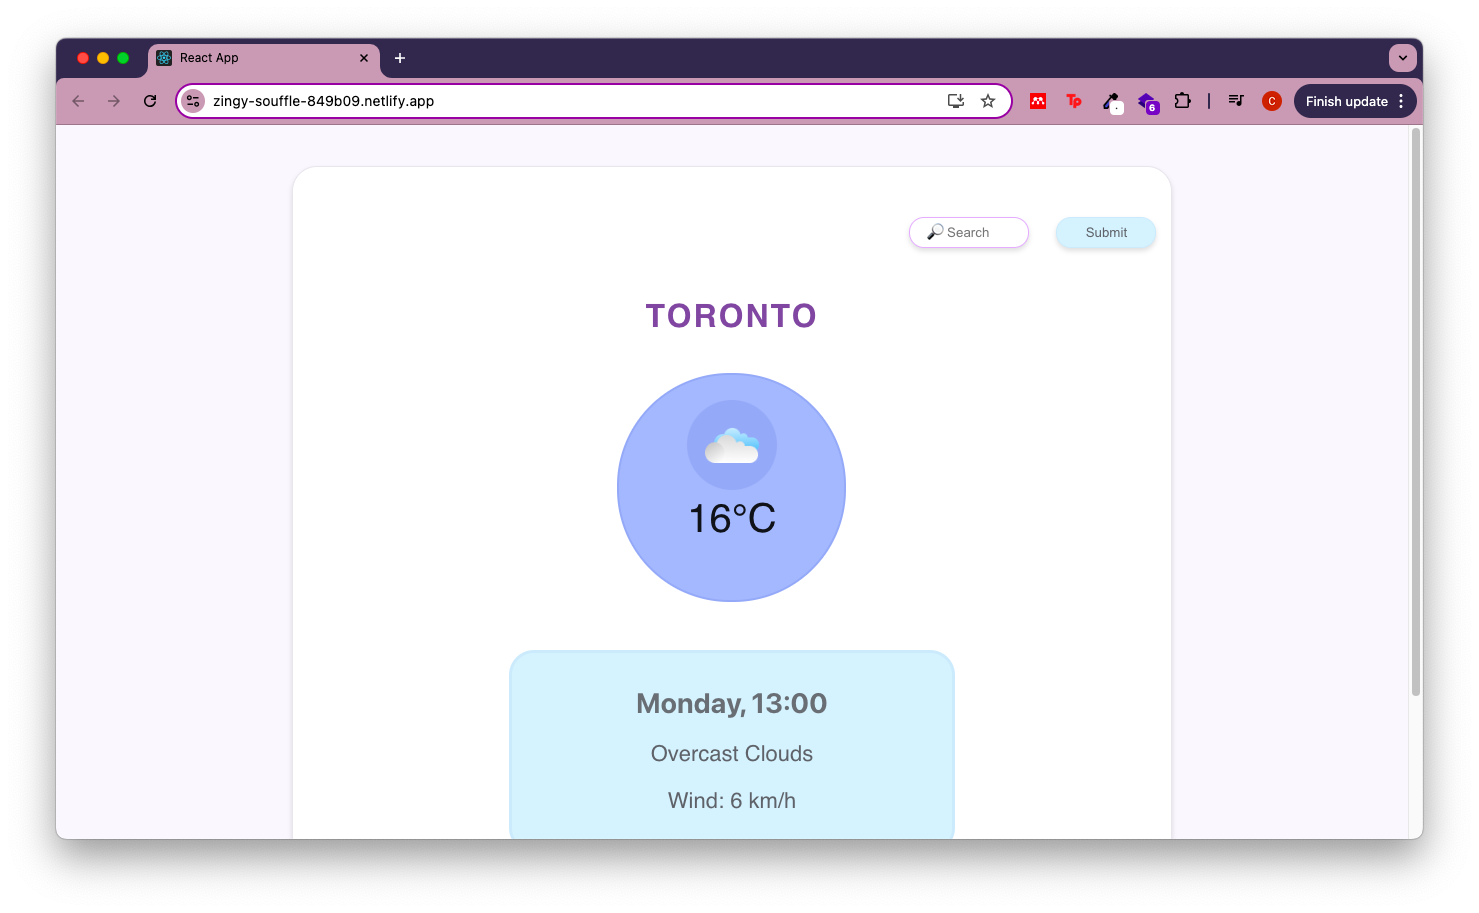 React App
zingy-souffle-849b09.netlify.app
Tp
6
C
Finish update
🔎 Search
Submit
TORONTO
16°C
Monday, 13:00
Overcast Clouds
Wind: 6 km/h